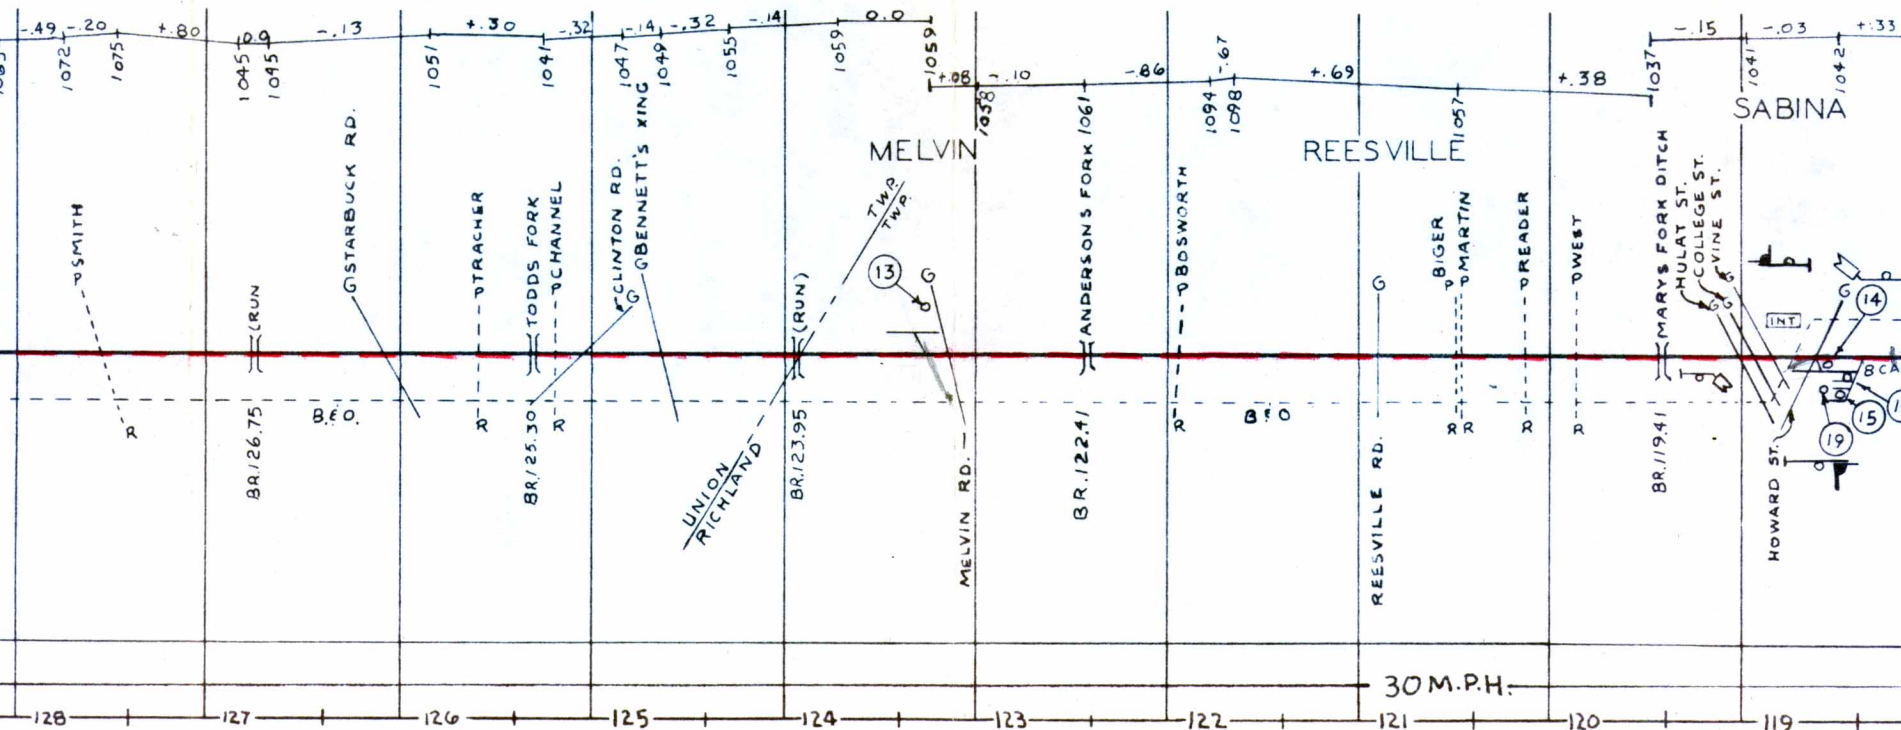 -.49 -.20 +.80 0.0 -.13 +.30 -.32 -.14 -.32 -.14 0.0 +.08 -.10 -.86 -.67 +.69 +.38 -.15 -.03 +.33
1072 1075 1045 1045 1051 1041 1047 1049 1055 1059 1059 1058 1061 1094 1098 1057 1037 1041 1042
MELVIN REESVILLE SABINA
P SMITH
(RUN
G STARBUCK RD.
P TRACHER
TODDS FORK
P CHANNEL
CLINTON RD.
G
G BENNETT'S XING
(RUN)
TWP.
TWP.
13
G
ANDERSONS FORK
P BOSWORTH
G
P BIGER
P MARTIN
P READER
P WEST
MARYS FORK DITCH
HULAT ST.
COLLEGE ST.
VINE ST.
G G G
INT
G
14
BCA
15
19
R
B.&O.
R
R
R
B&O
R R
R
R
BR.126.75
BR.125.30
UNION
RICHLAND
BR.123.95
MELVIN RD.
BR.122.41
REESVILLE RD.
BR.119.41
HOWARD ST.
30 M.P.H.
128 127 126 125 124 123 122 121 120 119